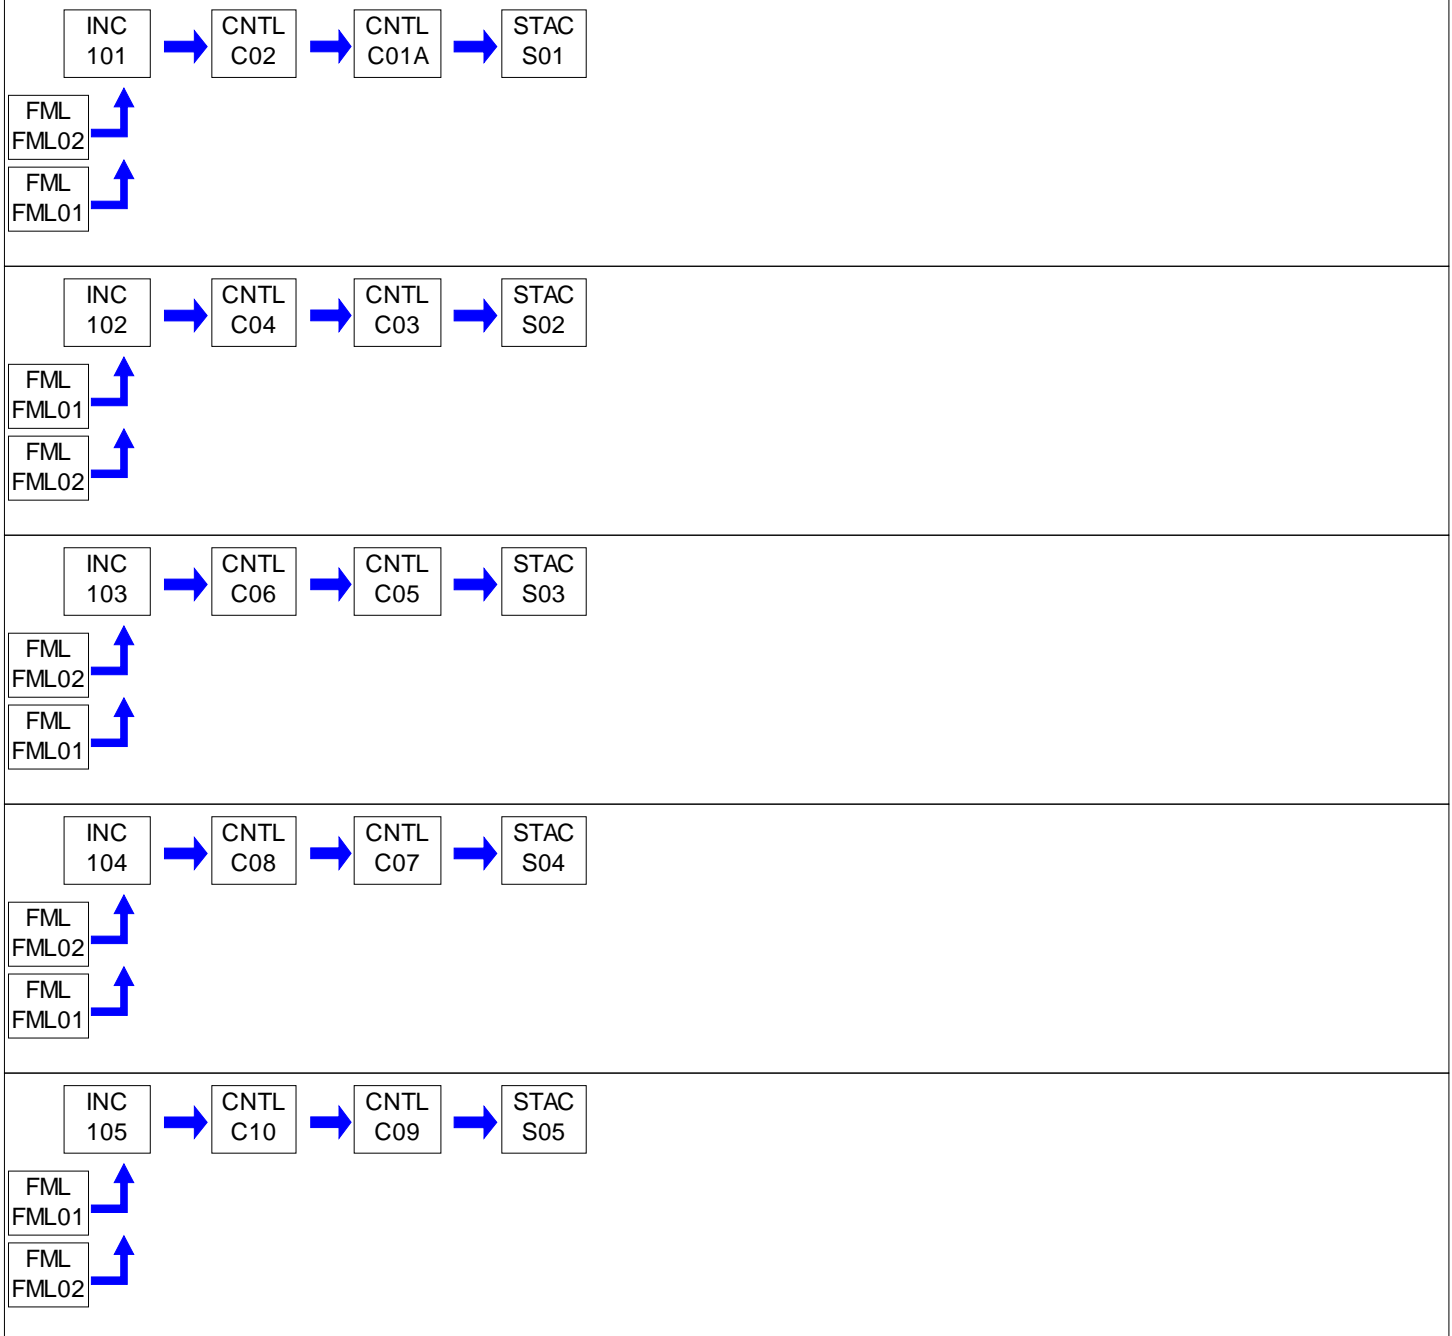 INC
101
CNTL
C02
CNTL
C01A
STAC
S01
FML
FML02
FML
FML01
INC
102
CNTL
C04
CNTL
C03
STAC
S02
FML
FML01
FML
FML02
INC
103
CNTL
C06
CNTL
C05
STAC
S03
FML
FML02
FML
FML01
INC
104
CNTL
C08
CNTL
C07
STAC
S04
FML
FML02
FML
FML01
INC
105
CNTL
C10
CNTL
C09
STAC
S05
FML
FML01
FML
FML02